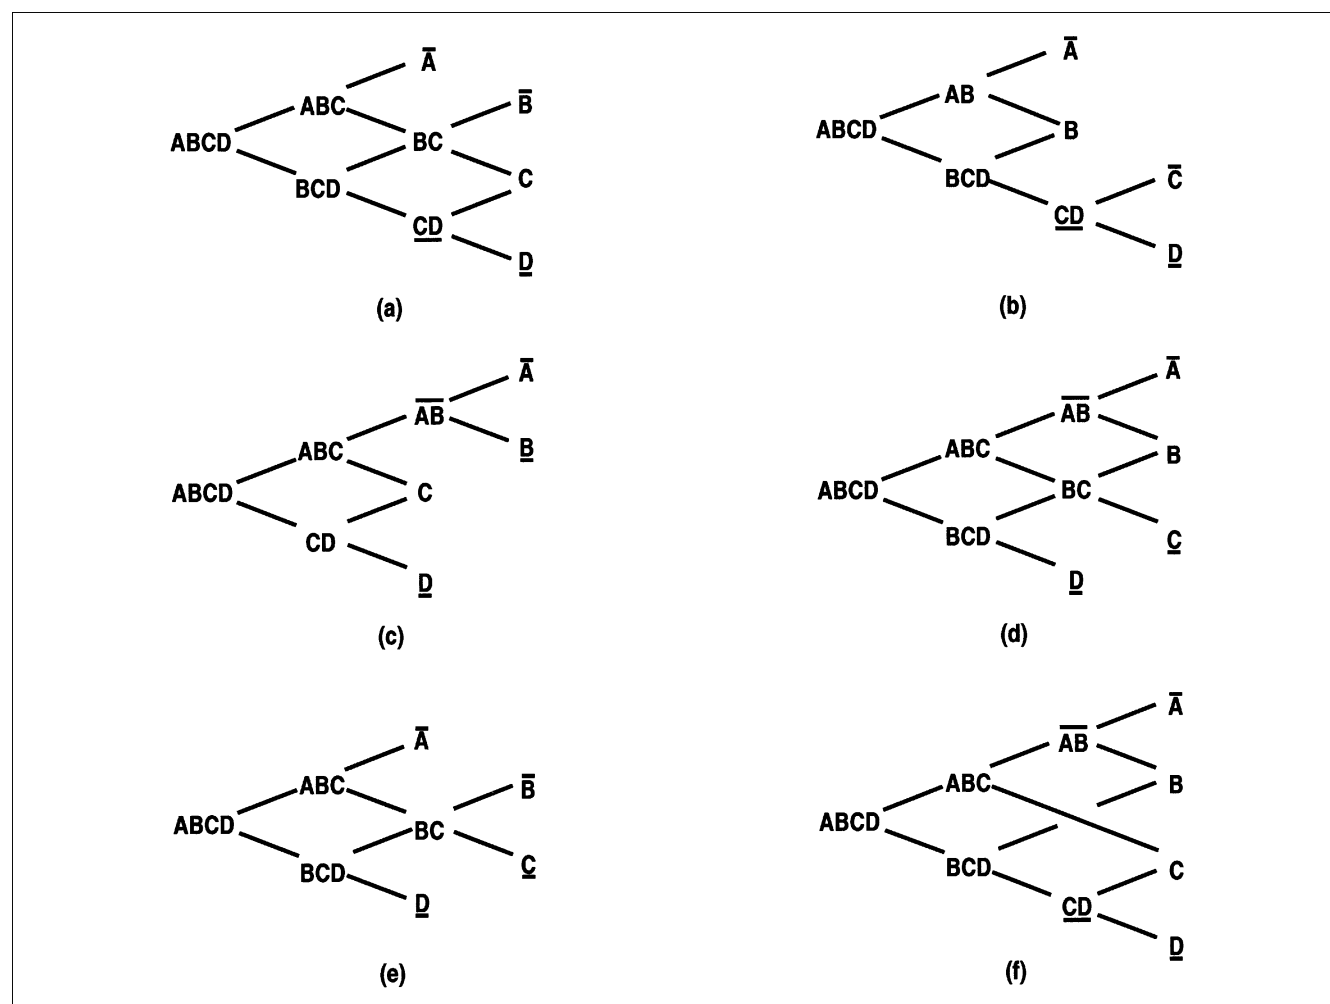 A̅
ABC
B̅
ABCD
BC
BCD
C
C̲D̲
D̲
(a)
A̅
AB
ABCD
B
BCD
C̅
C̲D̲
D̲
(b)
A̅
A̅B̅
B̲
ABC
ABCD
C
CD
D̲
(c)
A̅
A̅B̅
ABC
B
ABCD
BC
BCD
C̲
D̲
(d)
A̅
ABC
B̅
ABCD
BC
BCD
C̲
D̲
(e)
A̅
A̅B̅
ABC
B
ABCD
BCD
C
C̲D̲
D̲
(f)